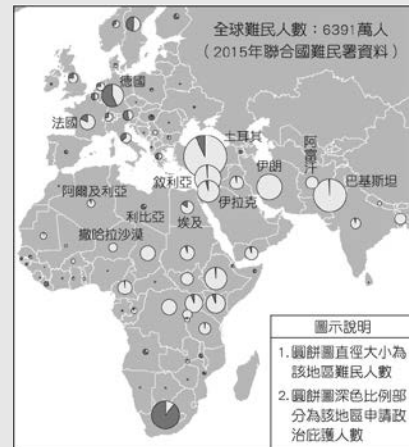 全球難民人數：6391萬人
（2015年聯合國難民署資料）
德國
法國
土耳其
阿富汗
敘利亞
伊朗
巴基斯坦
伊拉克
阿爾及利亞
利比亞
埃及
撒哈拉沙漠
圖示說明
1. 圓餅圖直徑大小為
該地區難民人數
2. 圓餅圖深色比例部
分為該地區申請政
治庇護人數